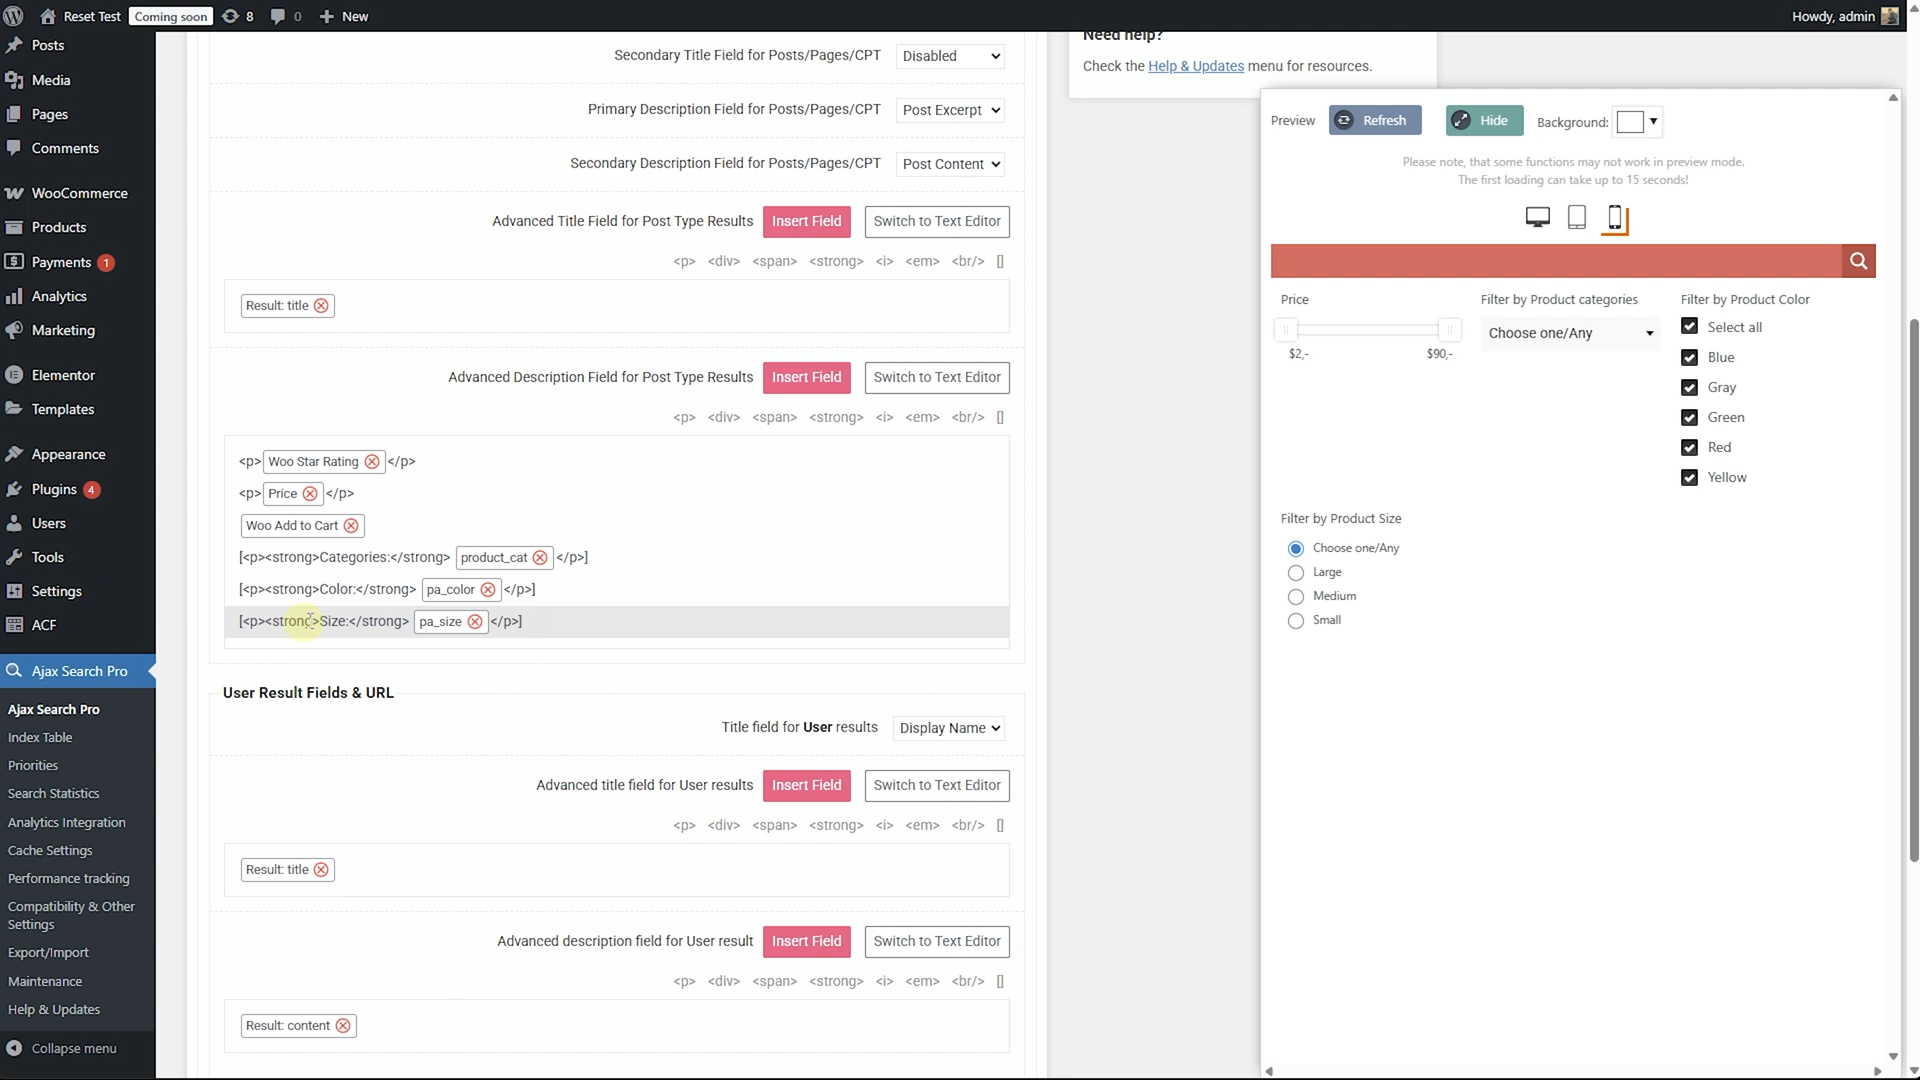 Reset Test
Coming soon
8
0
New
Howdy, admin
Posts
Media
Pages
Comments
WooCommerce
Products
Payments 1
Analytics
Marketing
Elementor
Templates
Appearance
Plugins 4
Users
Tools
Settings
ACF
Ajax Search Pro
Ajax Search Pro
Index Table
Priorities
Search Statistics
Analytics Integration
Cache Settings
Performance tracking
Compatibility & Other
Settings
Export/Import
Maintenance
Help & Updates
Collapse menu
Secondary Title Field for Posts/Pages/CPT Disabled
Primary Description Field for Posts/Pages/CPT Post Excerpt
Secondary Description Field for Posts/Pages/CPT Post Content
Advanced Title Field for Post Type Results Insert Field Switch to Text Editor
<p> <div> <span> <strong> <i> <em> <br/> []
Result: title
Advanced Description Field for Post Type Results Insert Field Switch to Text Editor
<p> <div> <span> <strong> <i> <em> <br/> []
<p> Woo Star Rating </p>
<p> Price </p>
Woo Add to Cart
[<p><strong>Categories:</strong> product_cat </p>]
[<p><strong>Color:</strong> pa_color </p>]
[<p><strong>Size:</strong> pa_size </p>]
User Result Fields & URL
Title field for User results Display Name
Advanced title field for User results Insert Field Switch to Text Editor
<p> <div> <span> <strong> <i> <em> <br/> []
Result: title
Advanced description field for User result Insert Field Switch to Text Editor
<p> <div> <span> <strong> <i> <em> <br/> []
Result: content
Need help?
Check the Help & Updates menu for resources.
Preview Refresh Hide Background:
Please note, that some functions may not work in preview mode.
The first loading can take up to 15 seconds!
Price
$2,- $90,-
Filter by Product categories
Choose one/Any
Filter by Product Color
Select all
Blue
Gray
Green
Red
Yellow
Filter by Product Size
Choose one/Any
Large
Medium
Small